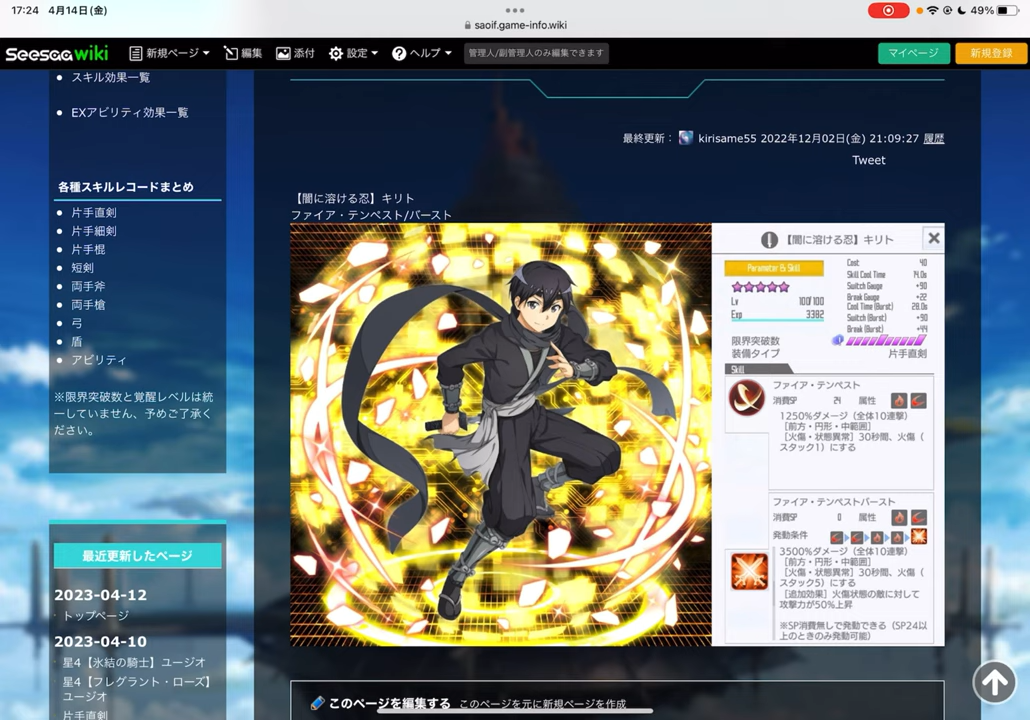 17:24 4月14日(金)
49%
saoif.game-info.wiki
Seesaa wiki
新規ページ
編集
添付
設定
ヘルプ
管理人/副管理人のみ編集できます
マイページ
新規登録
スキル効果一覧
EXアビリティ効果一覧
各種スキルレコードまとめ
片手直剣
片手細剣
片手棍
短剣
両手斧
両手槍
弓
盾
アビリティ
※限界突破数と覚醒レベルは統
一していません、予めご了承く
ださい。
最近更新したページ
2023-04-12
トップページ
2023-04-10
星4【氷結の騎士】ユージオ
星4【フレグラント・ローズ】
ユージオ
片手直剣
最終更新： kirisame55 2022年12月02日(金) 21:09:27 履歴
Tweet
【闇に溶ける忍】キリト
ファイア・テンペスト/バースト
【闇に溶ける忍】キリト
Parameter & Skill
Lv 100/100
Exp 3382
Cost 40
Skill Cool Time 14.0s
Switch Gauge +90
Break Gauge +22
Cool Time (Burst) 28.0s
Switch (Burst) +90
Break (Burst) +44
限界突破数
装備タイプ 片手直剣
Skill
ファイア・テンペスト
消費SP 24 属性
1250%ダメージ（全体10連撃）
［前方・円形・中範囲］
［火傷・状態異常］30秒間、火傷（
スタック1）にする
ファイア・テンペストバースト
消費SP 0 属性
発動条件
3500%ダメージ（全体10連撃）
［前方・円形・中範囲］
［火傷・状態異常］30秒間、火傷（
スタック5）にする
［追加効果］火傷状態の敵に対して
攻撃力が50%上昇
※SP消費無しで発動できる（SP24以
上のときのみ発動可能）
このページを編集する このページを元に新規ページを作成